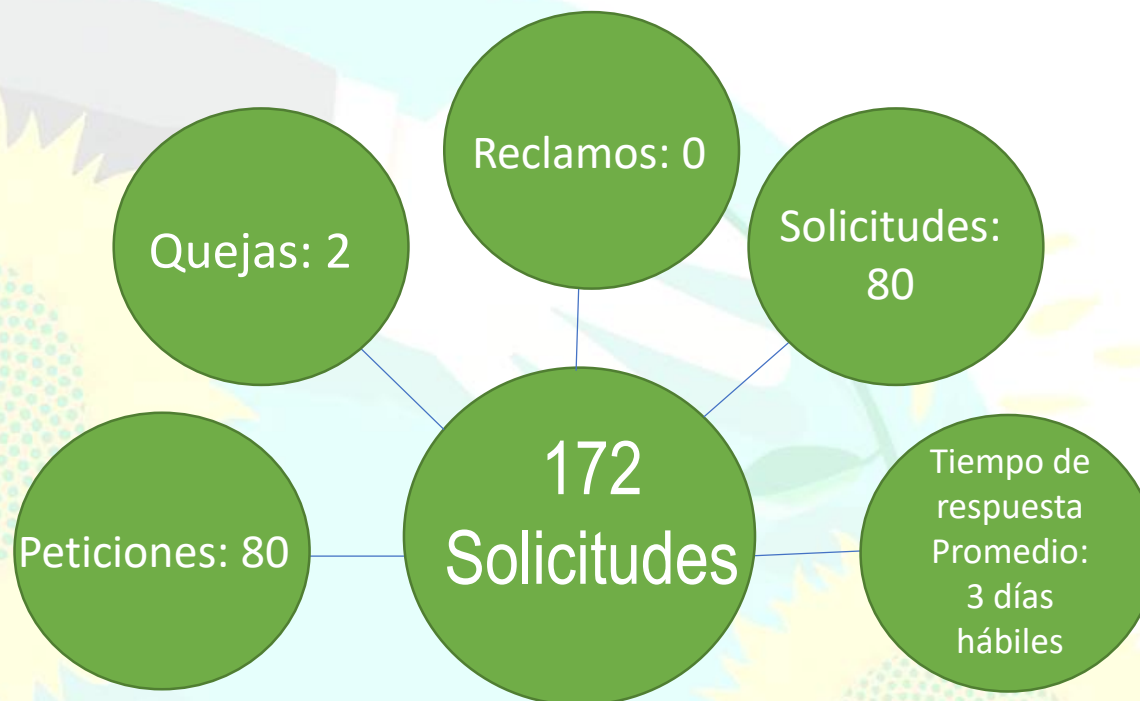 Reclamos: 0
Quejas: 2
Solicitudes:
80
Peticiones: 80
172
Solicitudes
Tiempo de
respuesta
Promedio:
3 días
hábiles